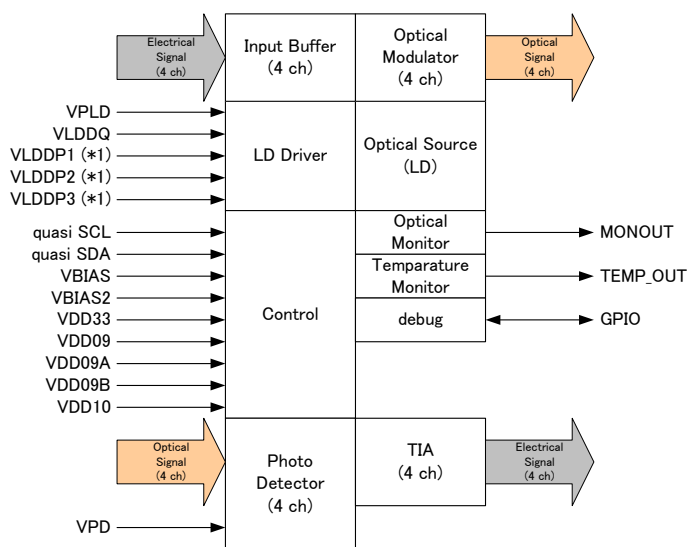 Electrical
Signal
(4 ch)
Input Buffer
(4 ch)
Optical
Modulator
(4 ch)
Optical
Signal
(4 ch)
VPLD
VLDDQ
VLDDP1 (*1)
VLDDP2 (*1)
VLDDP3 (*1)
LD Driver
Optical Source
(LD)
quasi SCL
quasi SDA
VBIAS
VBIAS2
VDD33
VDD09
VDD09A
VDD09B
VDD10
Control
Optical
Monitor
MONOUT
Temparature
Monitor
TEMP_OUT
debug
GPIO
Optical
Signal
(4 ch)
Photo
Detector
(4 ch)
TIA
(4 ch)
Electrical
Signal
(4 ch)
VPD